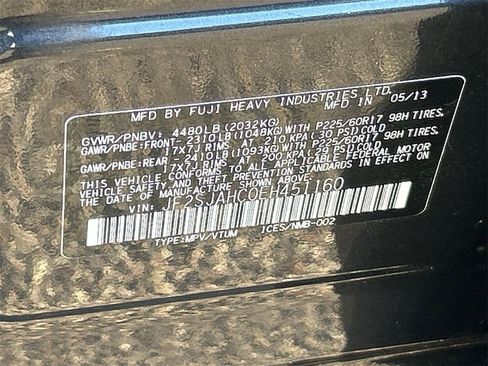 MFD BY FUJI HEAVY INDUSTRIES LTD.
MFD IN 05/13
GVWR/PNBV: 4480LB(2032KG)
GAWR/PNBE:FRONT-2310LB(1048KG)WITH P225/60R17 98H TIRES,
17X7J RIMS AT 210 KPA(30 PSI)COLD
GAWR/PNBE:REAR -2410LB(1093KG)WITH P225/60R17 98H TIRES,
17X7J RIMS AT 200 KPA(29 PSI)COLD
THIS VEHICLE CONFORMS TO ALL APPLICABLE FEDERAL MOTOR
VEHICLE SAFETY AND THEFT PREVENTION STANDARDS IN EFFECT ON
THE DATE OF MANUFACTURE SHOWN ABOVE.
VIN: JF2SJAHC0EH451160
TYPE:MPV/VTUM ICES/NMB-002